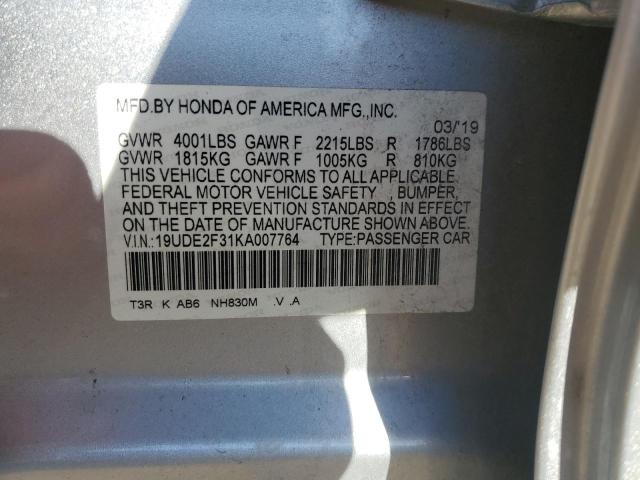 MFD.BY HONDA OF AMERICA MFG.,INC.
03/'19
GVWR 4001LBS GAWR F 2215LBS R 1786LBS
GVWR 1815KG GAWR F 1005KG R 810KG
THIS VEHICLE CONFORMS TO ALL APPLICABLE
FEDERAL MOTOR VEHICLE SAFETY , BUMPER,
AND THEFT PREVENTION STANDARDS IN EFFECT
ON THE DATE OF MANUFACTURE SHOWN ABOVE.
V.I.N.:19UDE2F31KA007764 TYPE:PASSENGER CAR
T3R K AB6 NH830M .V .A